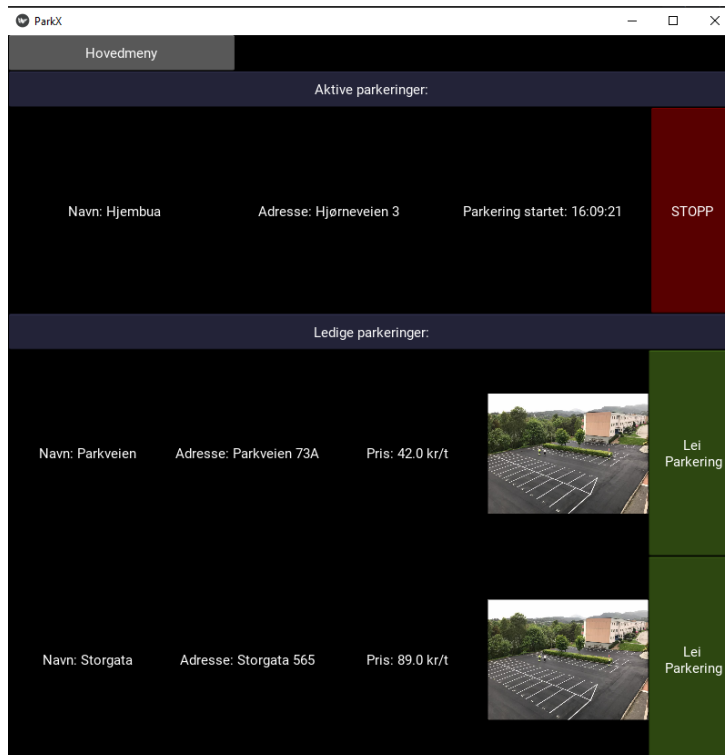 ParkX
Hovedmeny
Aktive parkeringer:
Navn: Hjembua Adresse: Hjørneveien 3 Parkering startet: 16:09:21 STOPP
Ledige parkeringer:
Navn: Parkveien Adresse: Parkveien 73A Pris: 42.0 kr/t Lei
Parkering
Navn: Storgata Adresse: Storgata 565 Pris: 89.0 kr/t Lei
Parkering